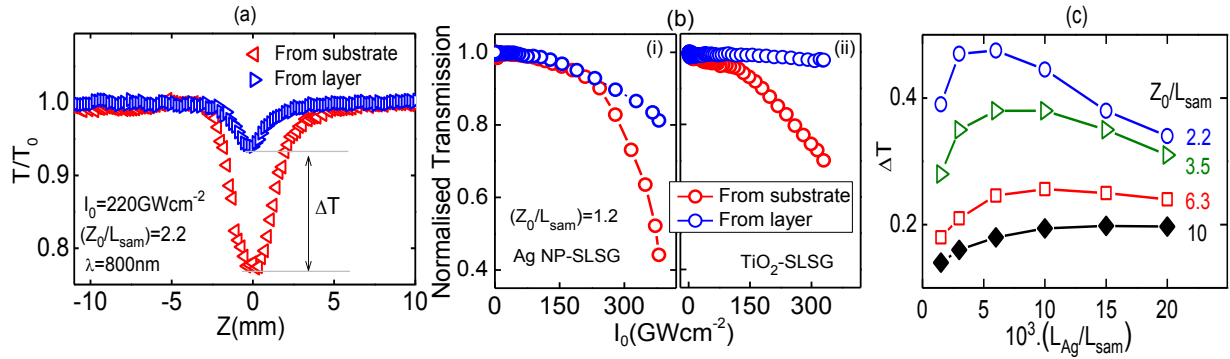 (a)
From substrate
From layer
T/T0
1.0
0.9
0.8
ΔT
I0=220GWcm-2
(Z0/Lsam)=2.2
λ=800nm
-10
-5
0
5
10
Z(mm)
(b)
Normalised Transmission
1.0
0.8
0.6
0.4
(i)
(ii)
From substrate
From layer
(Z0/Lsam)=1.2
Ag NP-SLSG
TiO2-SLSG
0
150
300
0
150
300
I0(GWcm-2)
(c)
ΔT
0.4
0.2
Z0/Lsam
2.2
3.5
6.3
10
0
5
10
15
20
10^3.(LAg/Lsam)